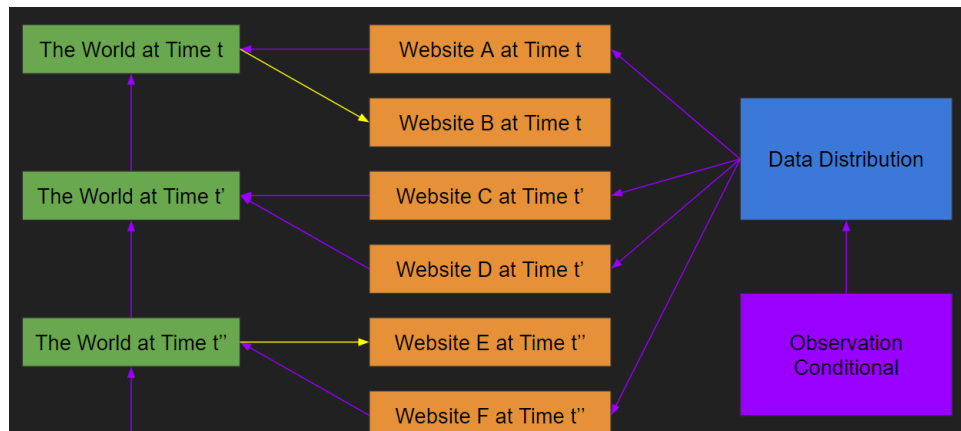 The World at Time t
Website A at Time t
Website B at Time t
Data Distribution
The World at Time t’
Website C at Time t’
Website D at Time t’
The World at Time t’’
Website E at Time t’’
Observation
Conditional
Website F at Time t’’